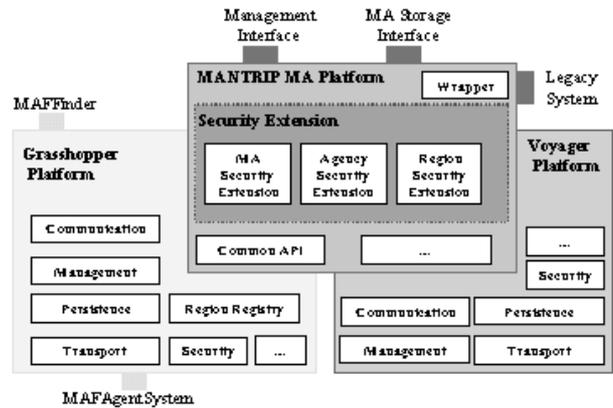 Management
Interface
MA Storage
Interface
MANTRIP MA Platform
Wrapper
Legacy
System
MAFFinder
Security Extension
Grasshopper
Platform
MA
Security
Extension
Agency
Security
Extension
Region
Security
Extension
Voyager
Platform
Communication
Common API
...
...
Management
Security
Persistence
Region Registry
Communication
Persistence
Transport
Security
...
Management
Transport
MAFAgentSystem